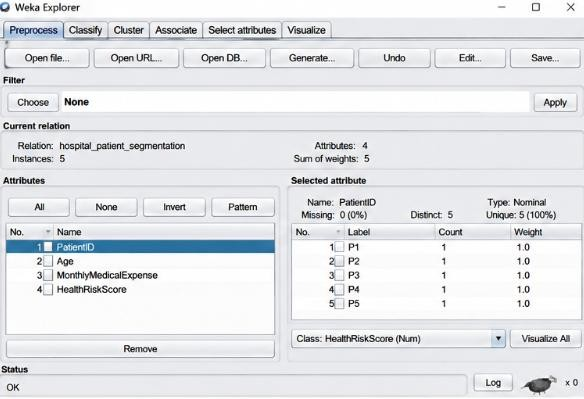 Weka Explorer
Preprocess Classify Cluster Associate Select attributes Visualize
Open file... Open URL... Open DB... Generate... Undo Edit... Save...
Filter
Choose None Apply
Current relation
Relation: hospital_patient_segmentation Attributes: 4
Instances: 5 Sum of weights: 5
Attributes
All None Invert Pattern
No. Name
1 PatientID
2 Age
3 MonthlyMedicalExpense
4 HealthRiskScore
Remove
Selected attribute
Name: PatientID Type: Nominal
Missing: 0 (0%) Distinct: 5 Unique: 5 (100%)
No. Label Count Weight
1 P1 1 1.0
2 P2 1 1.0
3 P3 1 1.0
4 P4 1 1.0
5 P5 1 1.0
Class: HealthRiskScore (Num) Visualize All
Status
OK Log x 0